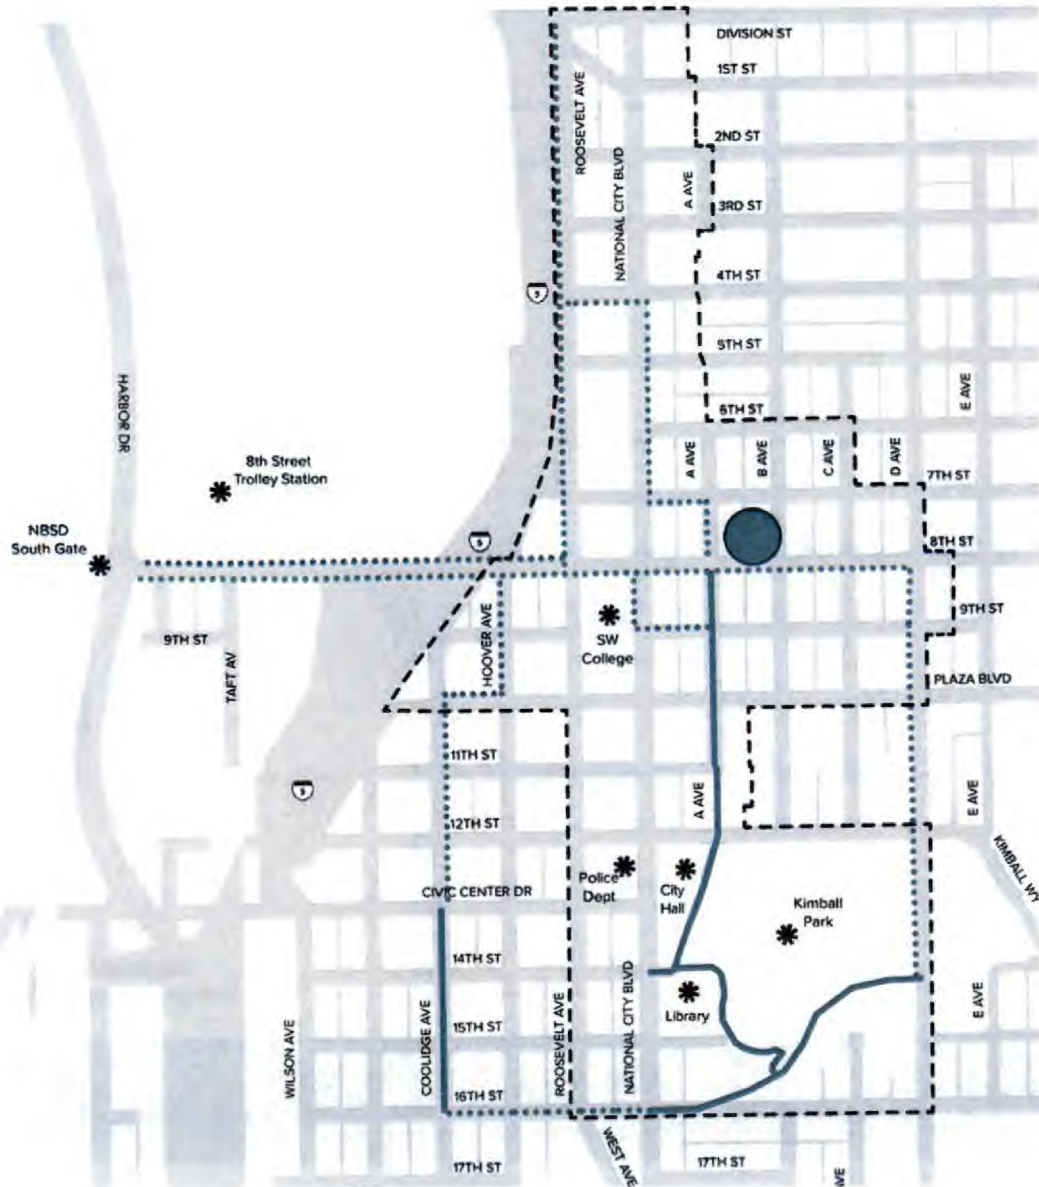 DIVISION ST
1ST ST
ROOSEVELT AVE
2ND ST
NATIONAL CITY BLVD
A AVE
3RD ST
4TH ST
5
5TH ST
HARBOR DR
E AVE
6TH ST
8th Street
Trolley Station
A AVE
B AVE
C AVE
D AVE
7TH ST
NBSD
South Gate
5
8TH ST
9TH ST
TAFT AV
HOOVER AVE
SW
College
9TH ST
PLAZA BLVD
11TH ST
5
A AVE
E AVE
12TH ST
KIMBALL WY
CIVIC CENTER DR
Police
Dept
City
Hall
Kimball
Park
14TH ST
WILSON AVE
COOLIDGE AVE
15TH ST
ROOSEVELT AVE
NATIONAL CITY BLVD
Library
E AVE
16TH ST
WEST AVE
17TH ST
17TH ST
AVE